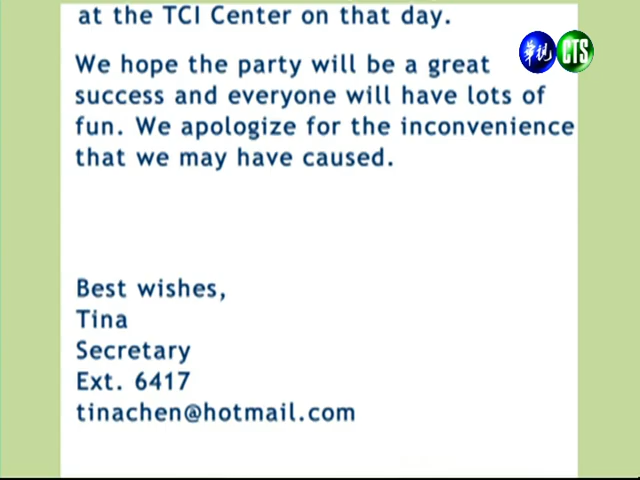 at the TCI Center on that day.
華視 CTS
We hope the party will be a great
success and everyone will have lots of
fun. We apologize for the inconvenience
that we may have caused.
Best wishes,
Tina
Secretary
Ext. 6417
tinachen@hotmail.com